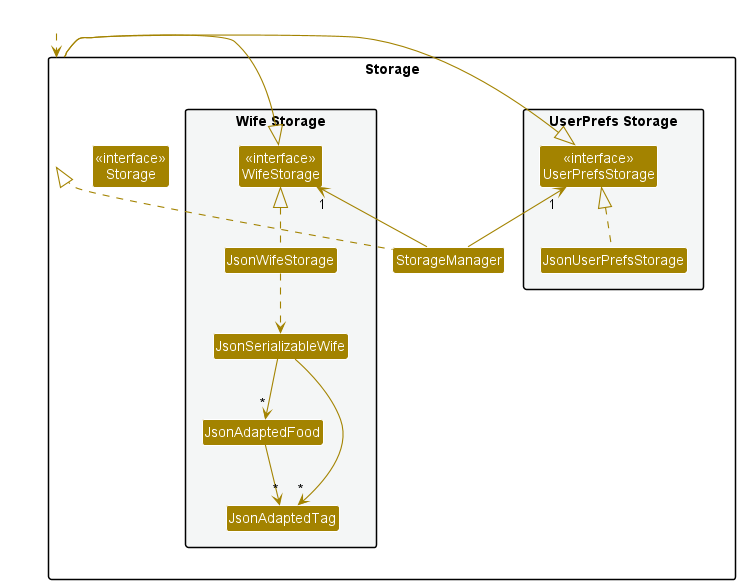 Storage
Wife Storage
UserPrefs Storage
«interface»
Storage
«interface»
WifeStorage
«interface»
UserPrefsStorage
1
1
JsonWifeStorage
StorageManager
JsonUserPrefsStorage
JsonSerializableWife
*
JsonAdaptedFood
*
*
JsonAdaptedTag